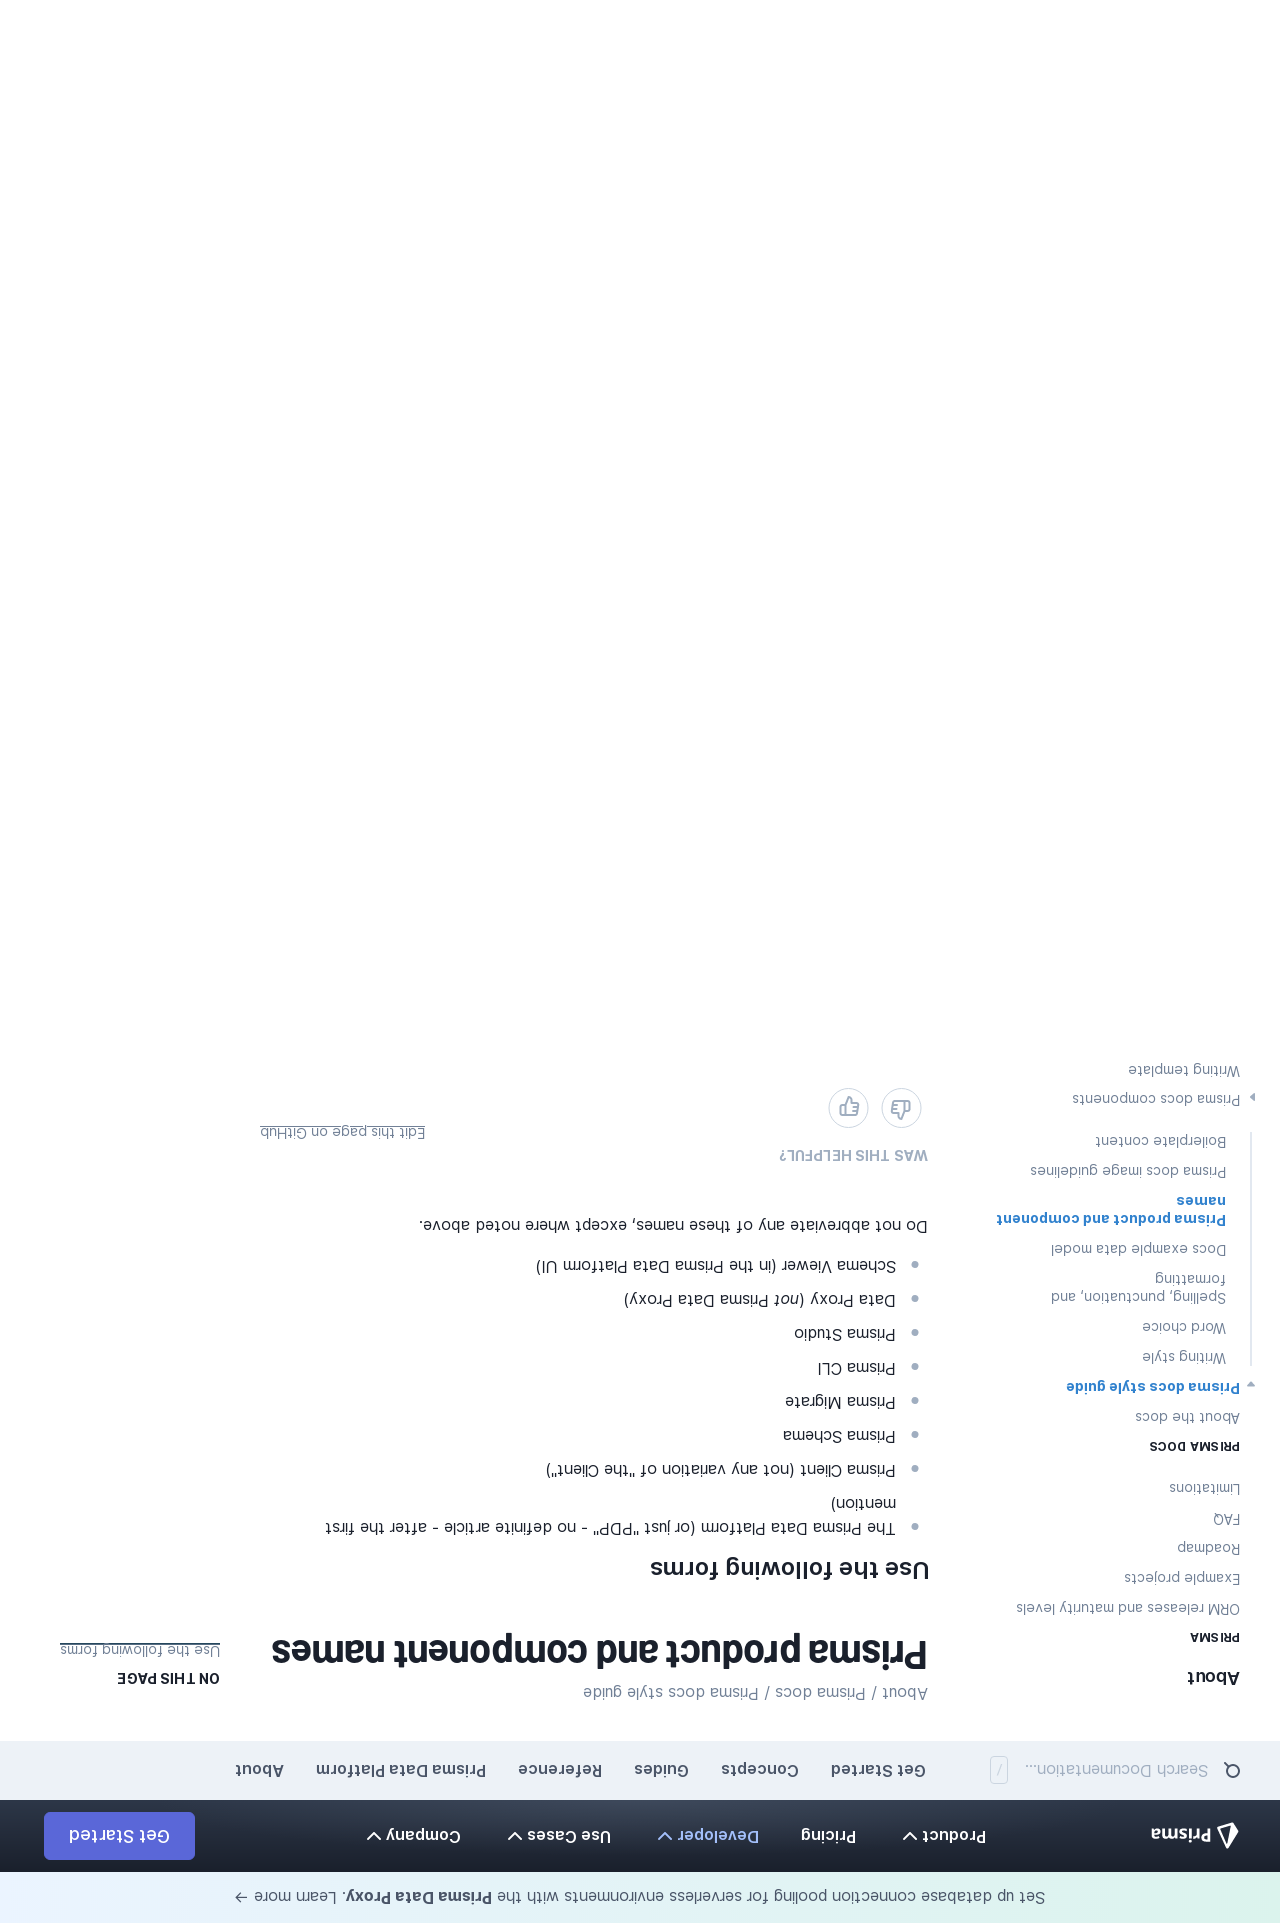 Set up database connection pooling for serverless environments with the Prisma Data Proxy. Learn more →
Prisma
Product
Pricing
Developer
Use Cases
Company
Get Started
Search Documentation...
/
Get Started
Concepts
Guides
Reference
Prisma Data Platform
About
About
PRISMA
ORM releases and maturity levels
Example projects
Roadmap
FAQ
Limitations
PRISMA DOCS
About the docs
Prisma docs style guide
Writing style
Word choice
Spelling, punctuation, and
formatting
Docs example data model
Prisma product and component
names
Prisma docs image guidelines
Boilerplate content
Prisma docs components
Writing template
About / Prisma docs / Prisma docs style guide
Prisma product and component names
Use the following forms
The Prisma Data Platform (or just "PDP" - no definite article - after the first
mention)
Prisma Client (not any variation of "the Client")
Prisma Schema
Prisma Migrate
Prisma CLI
Prisma Studio
Data Proxy (not Prisma Data Proxy)
Schema Viewer (in the Prisma Data Platform UI)
Do not abbreviate any of these names, except where noted above.
WAS THIS HELPFUL?
Edit this page on GitHub
ON THIS PAGE
Use the following forms